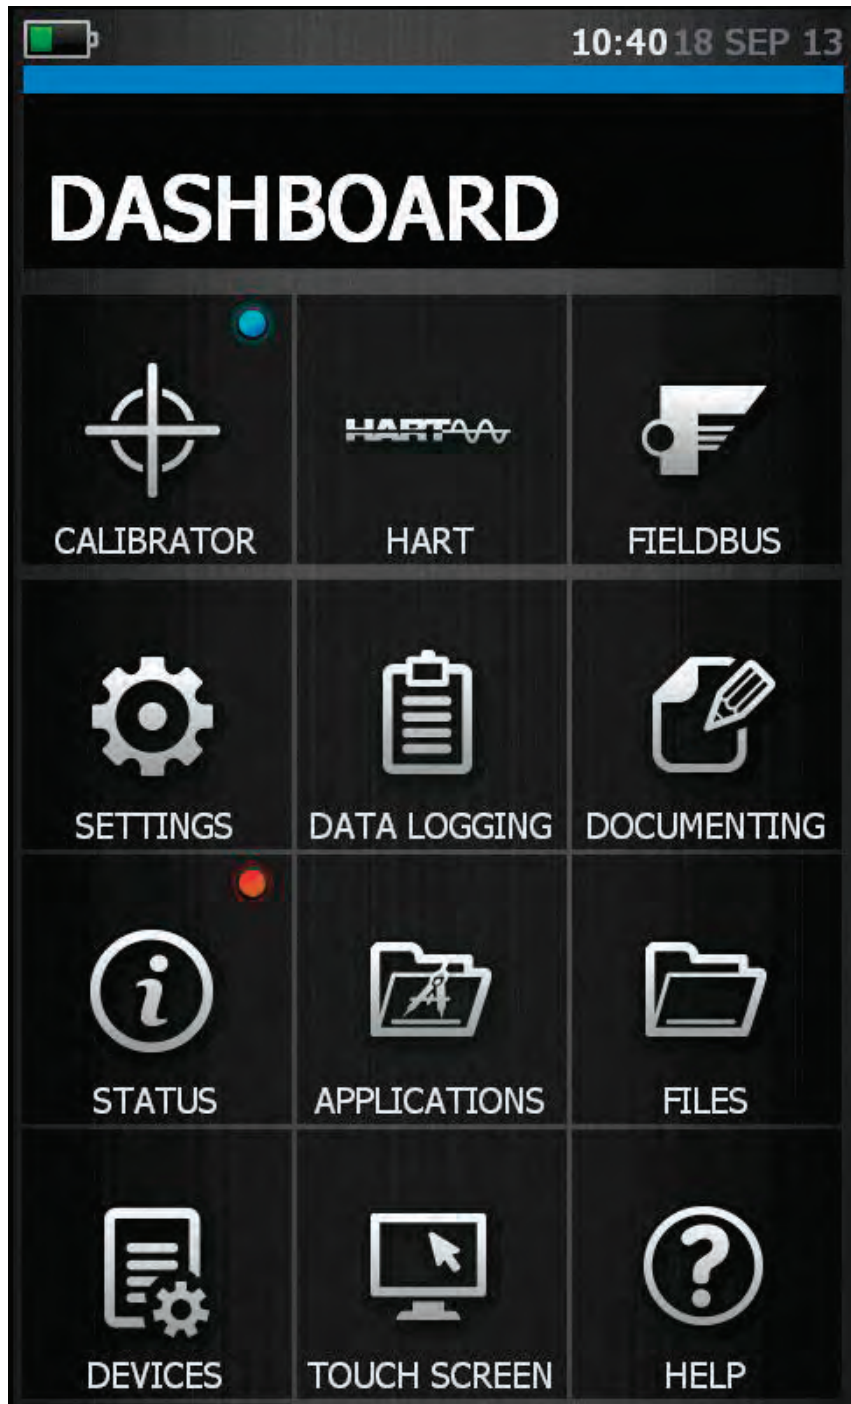 10:40 18 SEP 13
DASHBOARD
HART
CALIBRATOR HART FIELDBUS
SETTINGS DATA LOGGING DOCUMENTING
STATUS APPLICATIONS FILES
DEVICES TOUCH SCREEN HELP